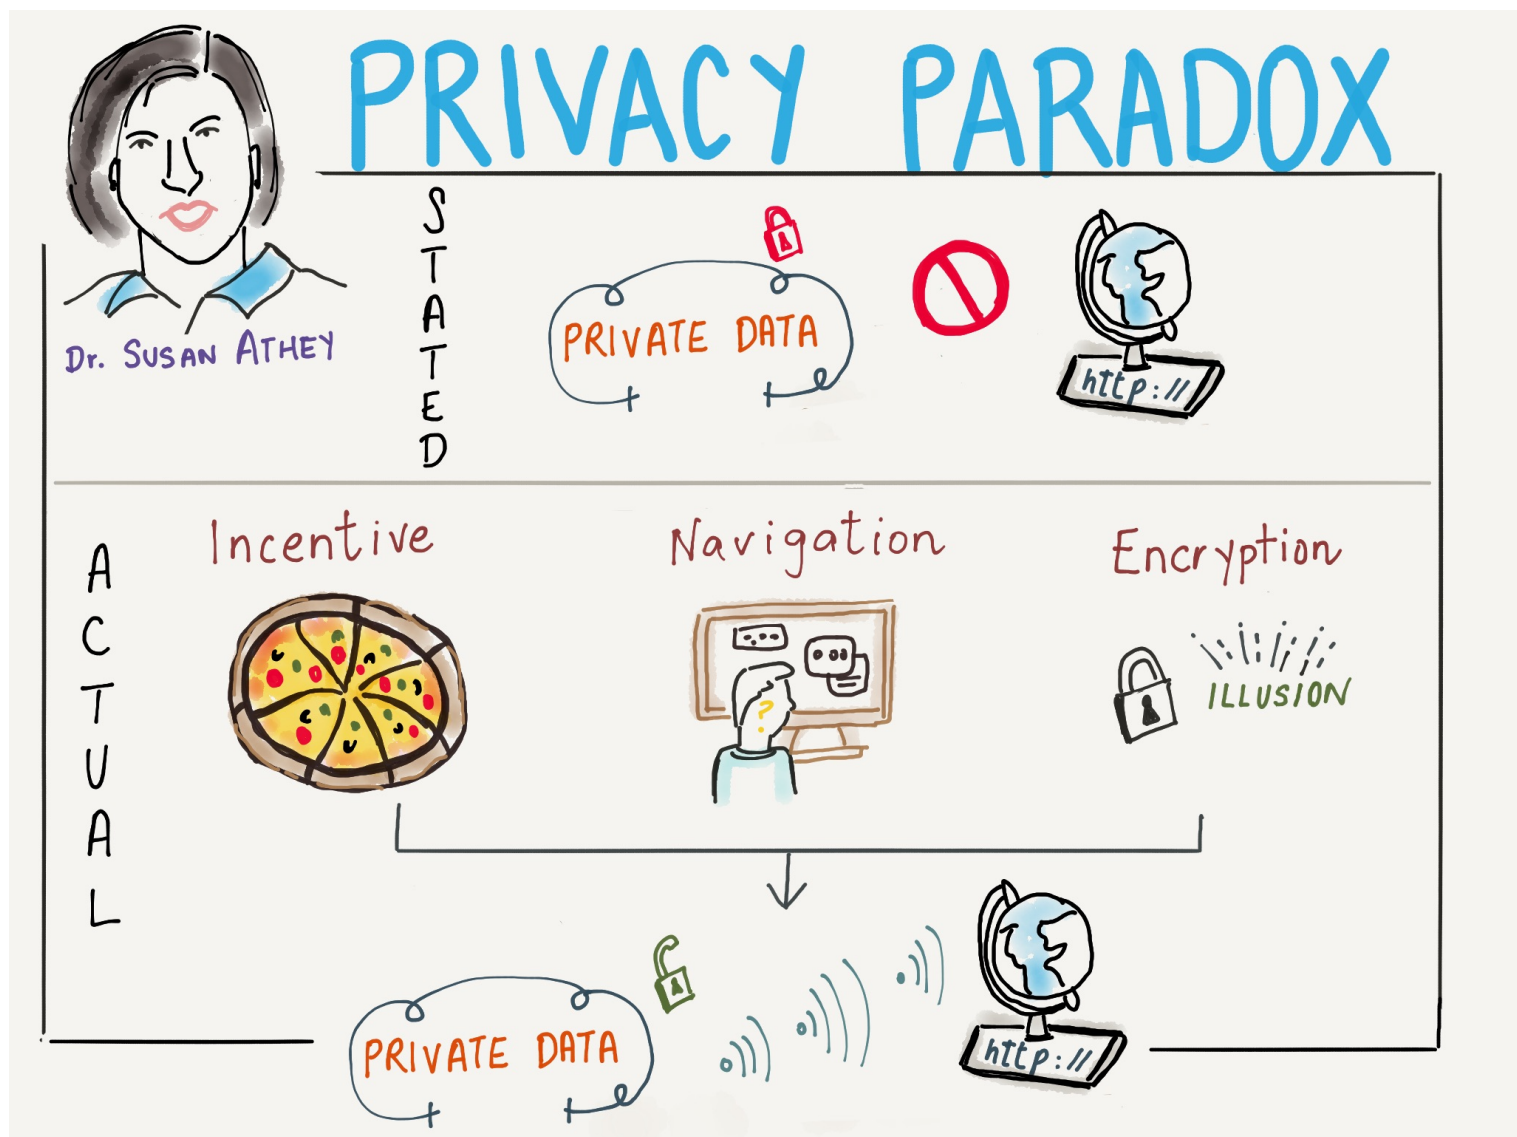 PRIVACY PARADOX
Dr. SUSAN ATHEY
STATED
PRIVATE DATA
http://
ACTUAL
Incentive
Navigation
Encryption
?
ILLUSION
PRIVATE DATA
http://